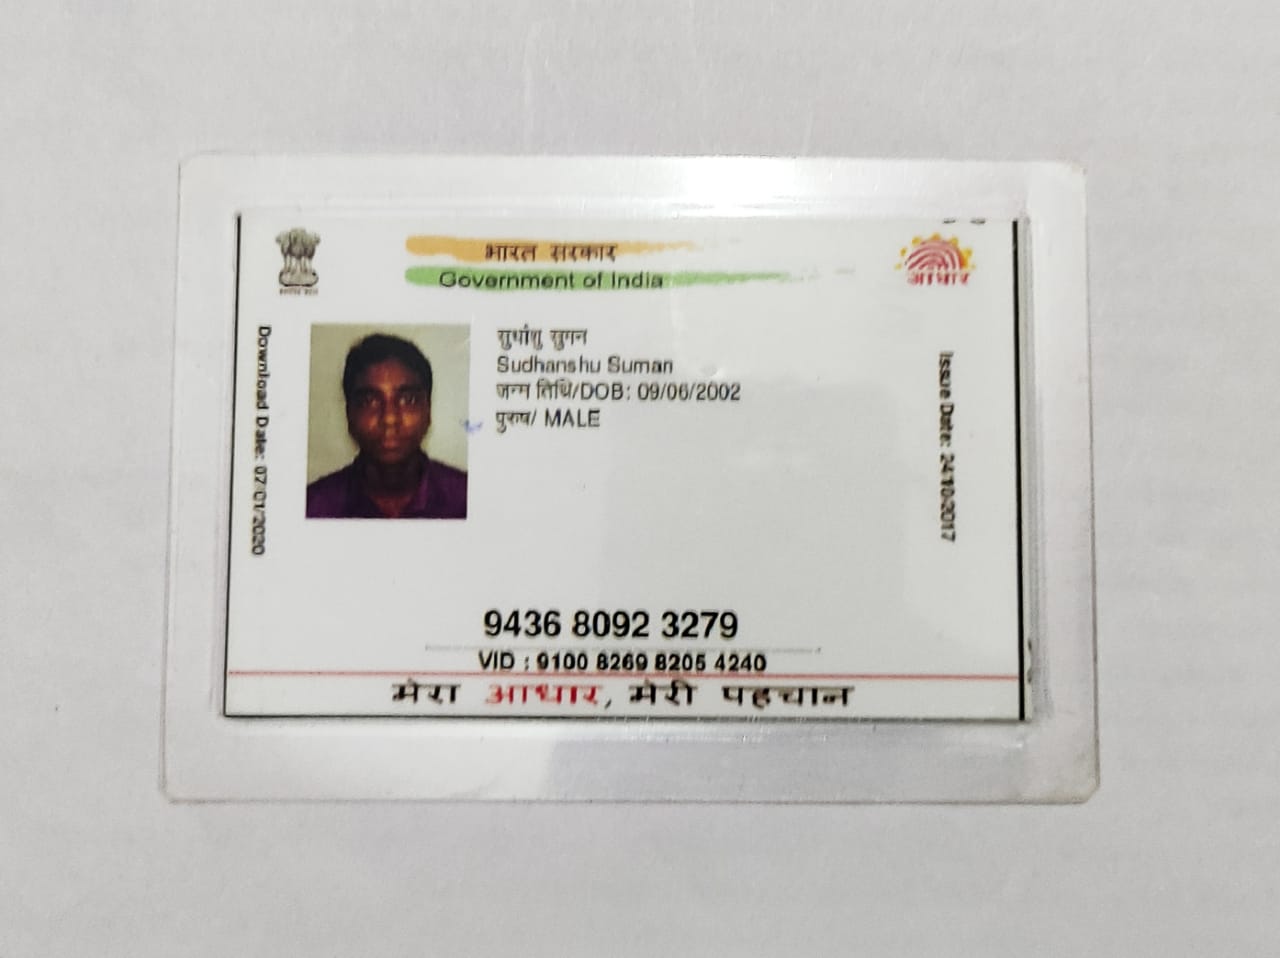 भारत सरकार
Government of India
आधार
Download Date: 07/01/2020
सुधांशु सुमन
Sudhanshu Suman
जन्म तिथि/DOB: 09/06/2002
पुरुष/ MALE
Issue Date: 24/10/2017
9436 8092 3279
VID : 9100 8269 8205 4240
मेरा आधार, मेरी पहचान